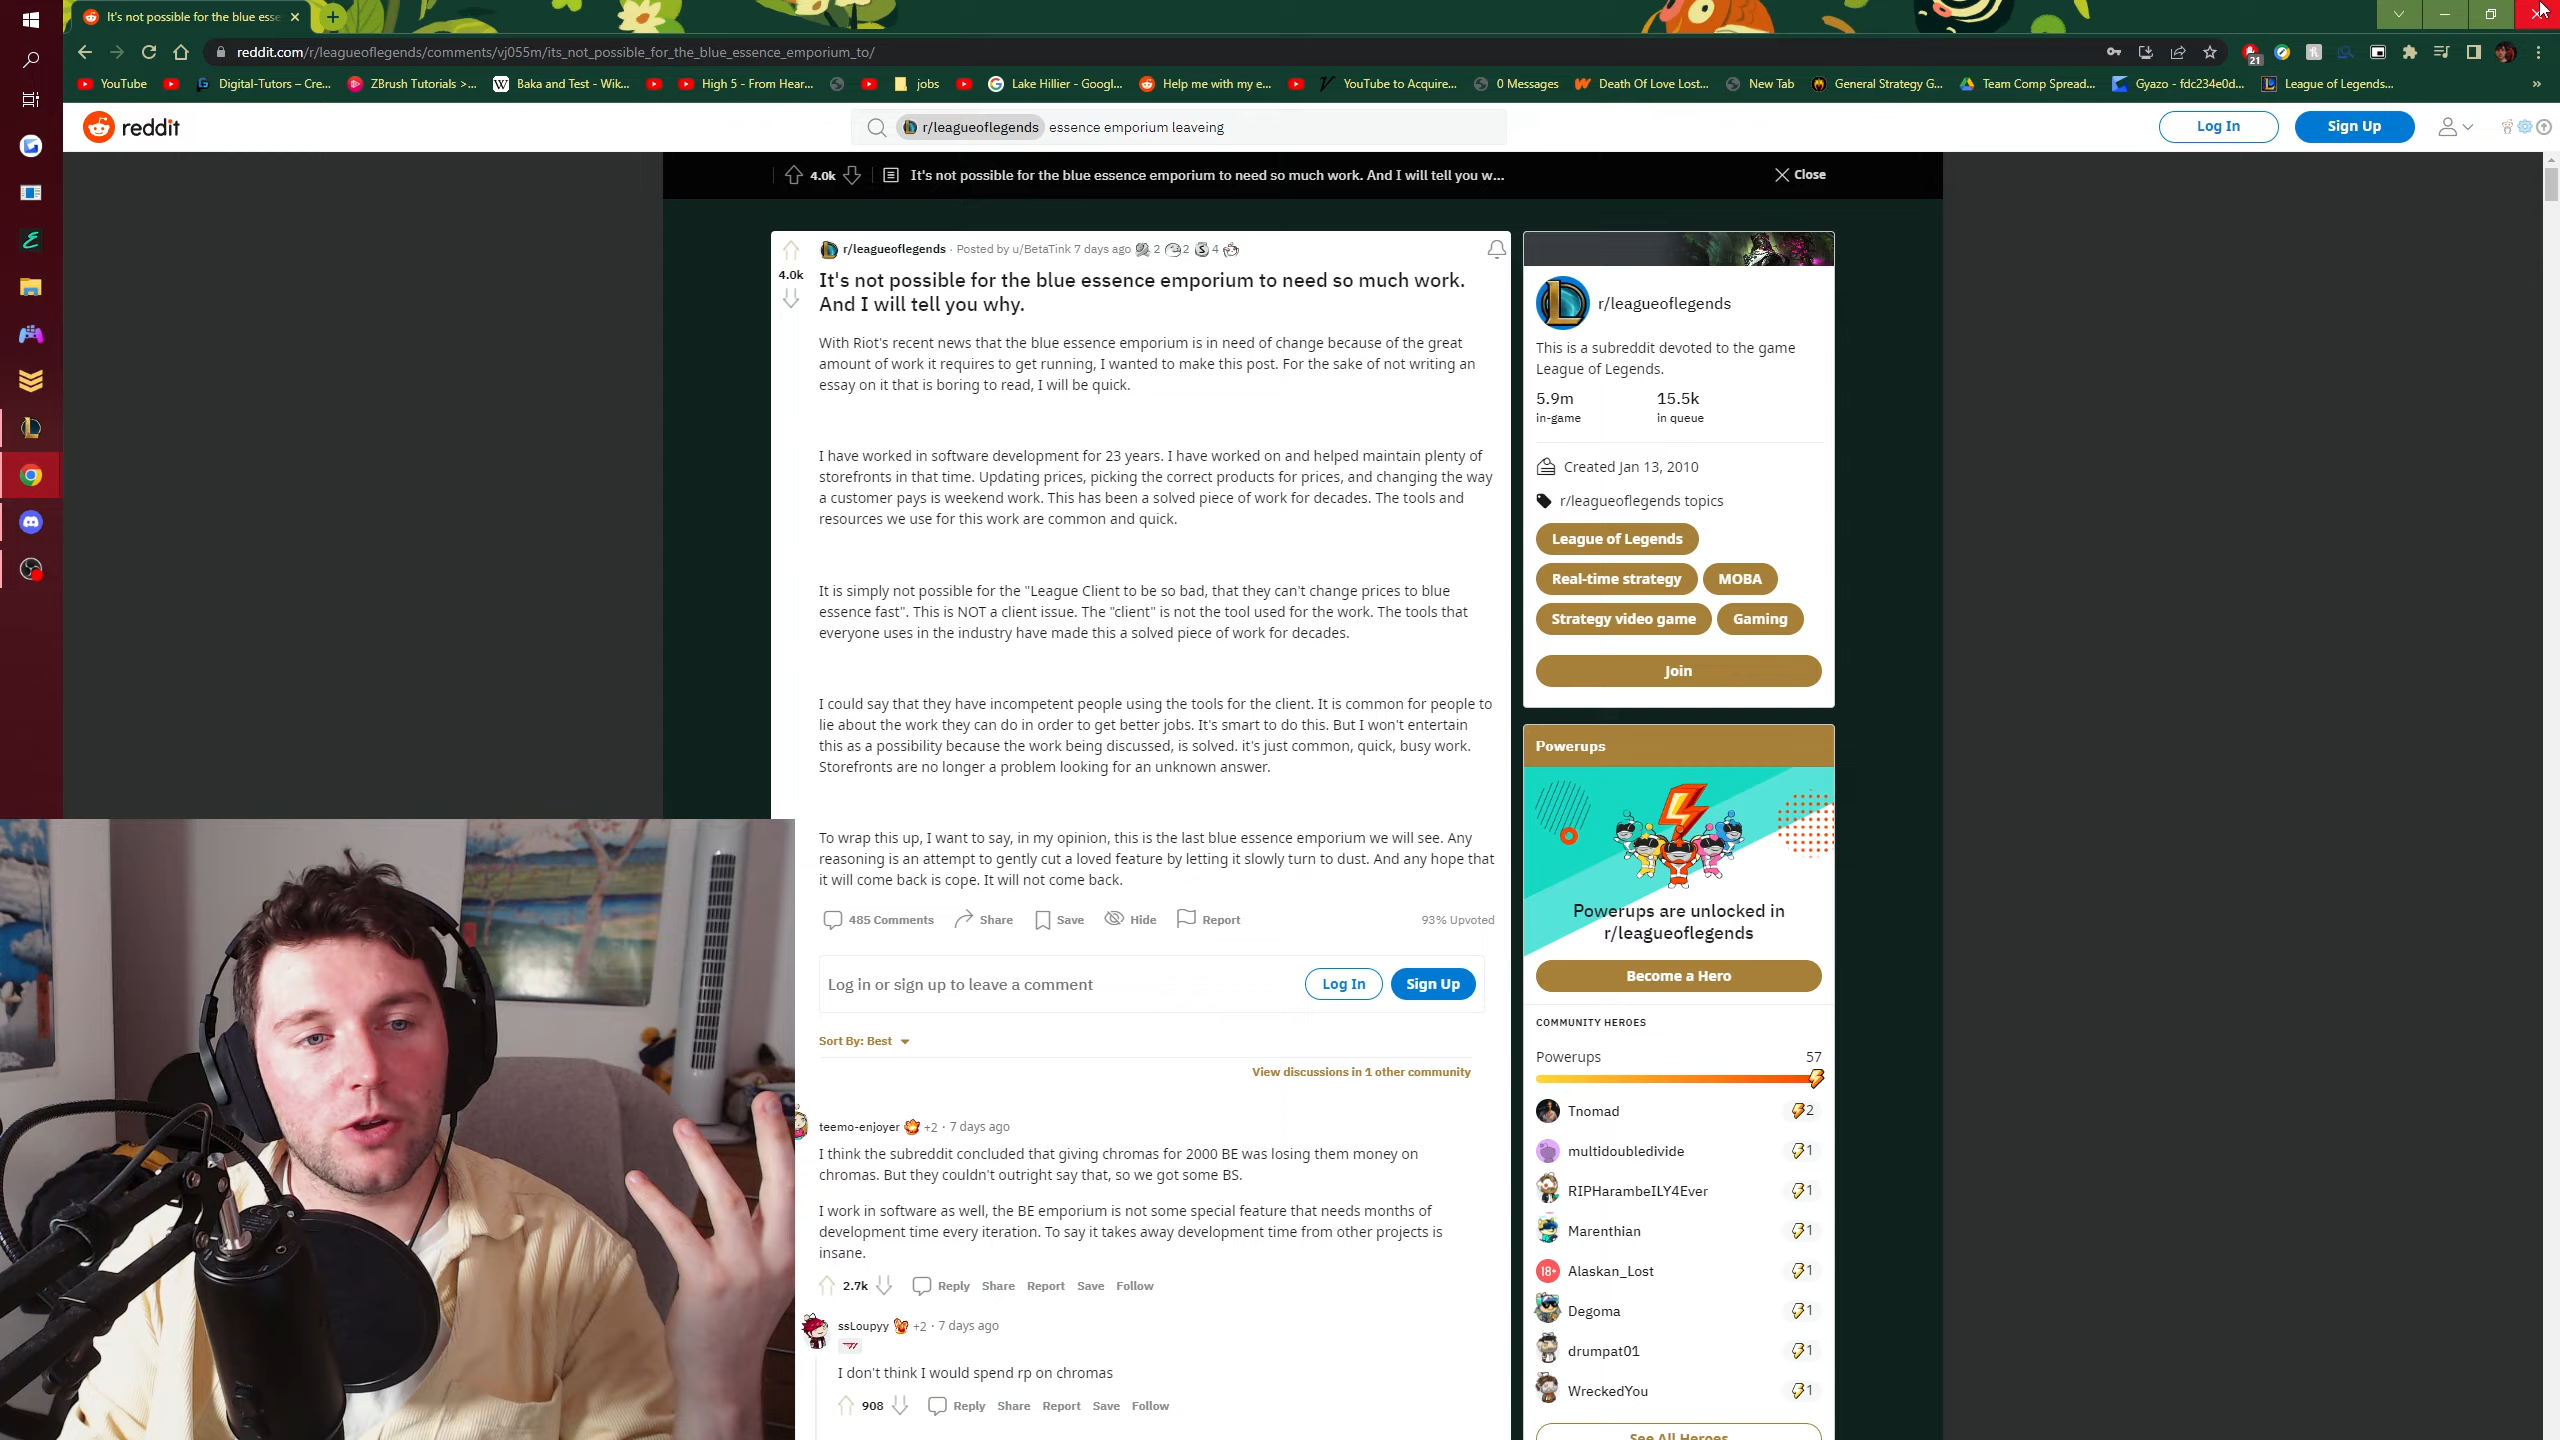 It's not possible for the blue esse
reddit.com/r/leagueoflegends/comments/vj055m/its_not_possible_for_the_blue_essence_emporium_to/
21
YouTube
Digital-Tutors – Cre...
ZBrush Tutorials >...
Baka and Test - Wik...
High 5 - From Hear...
jobs
Lake Hillier - Googl...
Help me with my e...
YouTube to Acquire...
0 Messages
Death Of Love Lost...
New Tab
General Strategy G...
Team Comp Spread...
Gyazo - fdc234e0d...
League of Legends...
reddit
r/leagueoflegends essence emporium leaveing
Log In
Sign Up
4.0k
It's not possible for the blue essence emporium to need so much work. And I will tell you w...
Close
4.0k
r/leagueoflegends · Posted by u/BetaTink 7 days ago 2 2 4
It's not possible for the blue essence emporium to need so much work.
And I will tell you why.
With Riot's recent news that the blue essence emporium is in need of change because of the great
amount of work it requires to get running, I wanted to make this post. For the sake of not writing an
essay on it that is boring to read, I will be quick.
I have worked in software development for 23 years. I have worked on and helped maintain plenty of
storefronts in that time. Updating prices, picking the correct products for prices, and changing the way
a customer pays is weekend work. This has been a solved piece of work for decades. The tools and
resources we use for this work are common and quick.
It is simply not possible for the "League Client to be so bad, that they can't change prices to blue
essence fast". This is NOT a client issue. The "client" is not the tool used for the work. The tools that
everyone uses in the industry have made this a solved piece of work for decades.
I could say that they have incompetent people using the tools for the client. It is common for people to
lie about the work they can do in order to get better jobs. It's smart to do this. But I won't entertain
this as a possibility because the work being discussed, is solved. it's just common, quick, busy work.
Storefronts are no longer a problem looking for an unknown answer.
To wrap this up, I want to say, in my opinion, this is the last blue essence emporium we will see. Any
reasoning is an attempt to gently cut a loved feature by letting it slowly turn to dust. And any hope that
it will come back is cope. It will not come back.
485 Comments
Share
Save
Hide
Report
93% Upvoted
Log in or sign up to leave a comment
Log In
Sign Up
Sort By: Best
View discussions in 1 other community
teemo-enjoyer +2 · 7 days ago
I think the subreddit concluded that giving chromas for 2000 BE was losing them money on
chromas. But they couldn't outright say that, so we got some BS.
I work in software as well, the BE emporium is not some special feature that needs months of
development time every iteration. To say it takes away development time from other projects is
insane.
2.7k
Reply
Share
Report
Save
Follow
ssLoupyy +2 · 7 days ago
I don't think I would spend rp on chromas
908
Reply
Share
Report
Save
Follow
r/leagueoflegends
This is a subreddit devoted to the game
League of Legends.
5.9m
15.5k
in-game
in queue
Created Jan 13, 2010
r/leagueoflegends topics
League of Legends
Real-time strategy
MOBA
Strategy video game
Gaming
Join
Powerups
Powerups are unlocked in
r/leagueoflegends
Become a Hero
COMMUNITY HEROES
Powerups
57
Tnomad
2
multidoubledivide
1
RIPHarambeILY4Ever
1
Marenthian
1
18+
Alaskan_Lost
1
Degoma
1
drumpat01
1
WreckedYou
1
See All Heroes